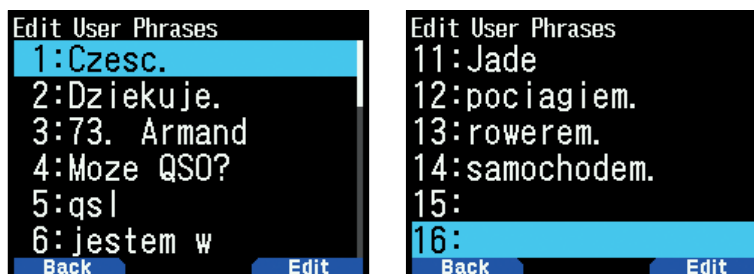 Edit User Phrases
1:Czesc.
2:Dziekuje.
3:73. Armand
4:Moze QSO?
5:qsl
6:jestem w
Back Edit
Edit User Phrases
11:Jade
12:pociagiem.
13:rowerem.
14:samochodem.
15:
16:
Back Edit